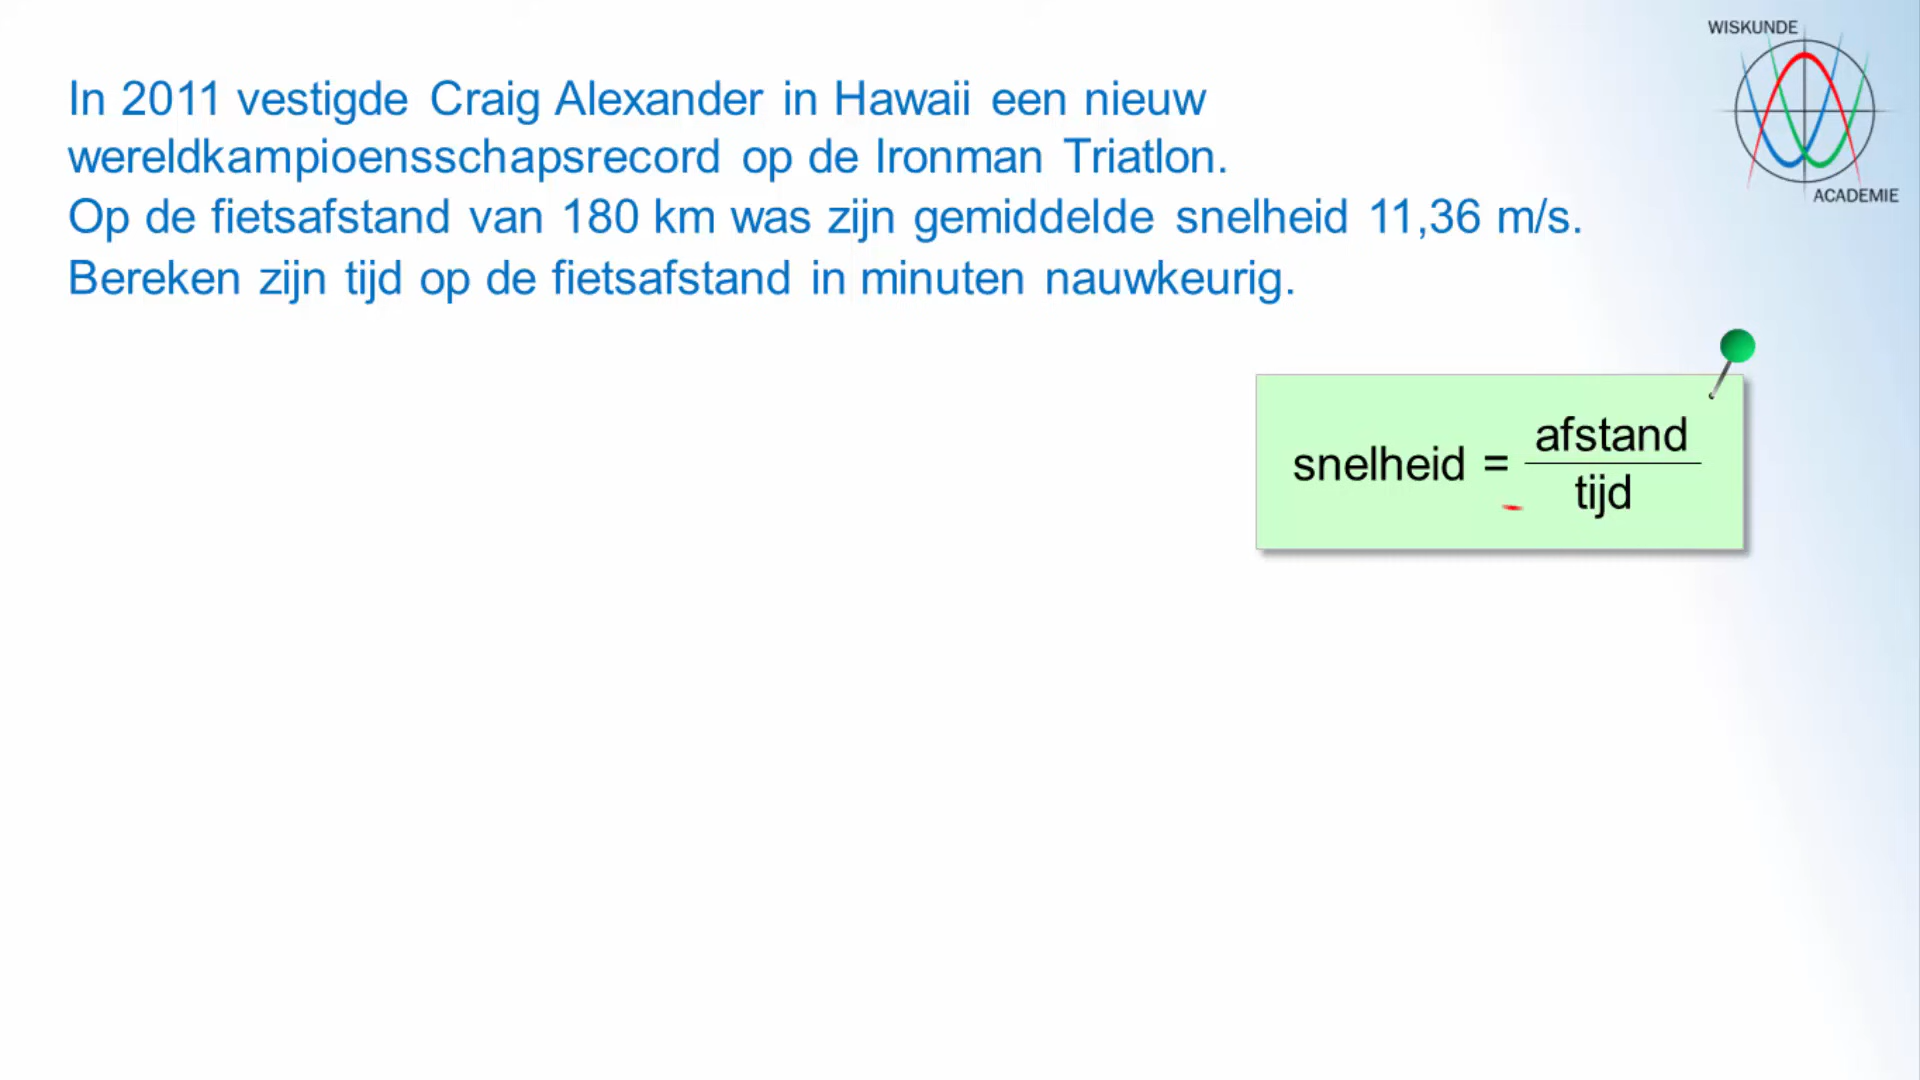 WISKUNDE
In 2011 vestigde Craig Alexander in Hawaii een nieuw
wereldkampioensschapsrecord op de Ironman Triatlon.
ACADEMIE
Op de fietsafstand van 180 km was zijn gemiddelde snelheid 11,36 m/s.
Bereken zijn tijd op de fietsafstand in minuten nauwkeurig.
snelheid = afstand
tijd